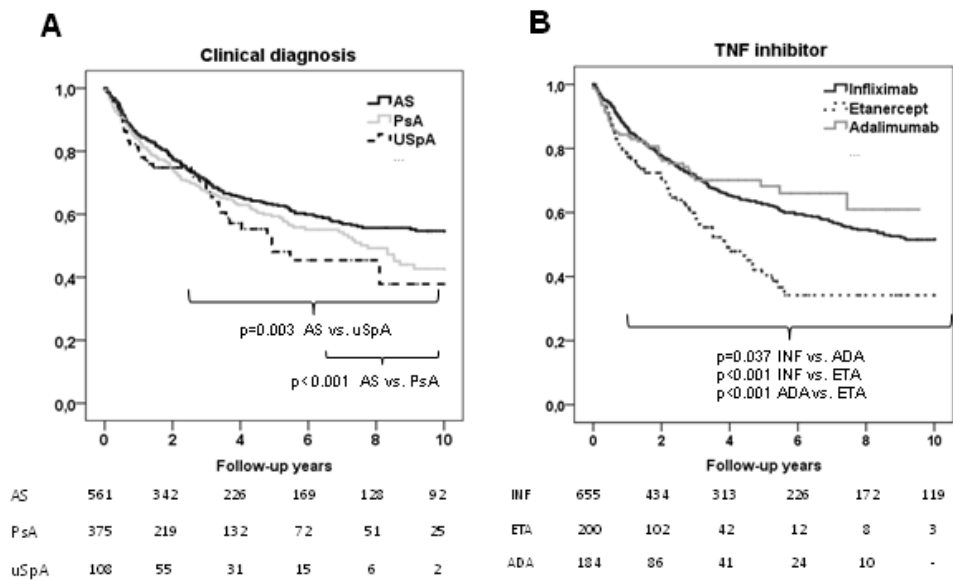 A
Clinical diagnosis
1,0
0,8
0,6
0,4
0,2
0,0
AS
PsA
USpA
...
p=0.003 AS vs. uSpA
p<0.001 AS vs. PsA
0 2 4 6 8 10
Follow-up years
AS 561 342 226 169 128 92
PsA 375 219 132 72 51 25
uSpA 108 55 31 15 6 2
B
TNF inhibitor
1,0
0,8
0,6
0,4
0,2
0,0
Infliximab
Etanercept
Adalimumab
...
p=0.037 INF vs. ADA
p<0.001 INF vs. ETA
p<0.001 ADA vs. ETA
0 2 4 6 8 10
Follow-up years
INF 655 434 313 226 172 119
ETA 200 102 42 12 8 3
ADA 184 86 41 24 10 -